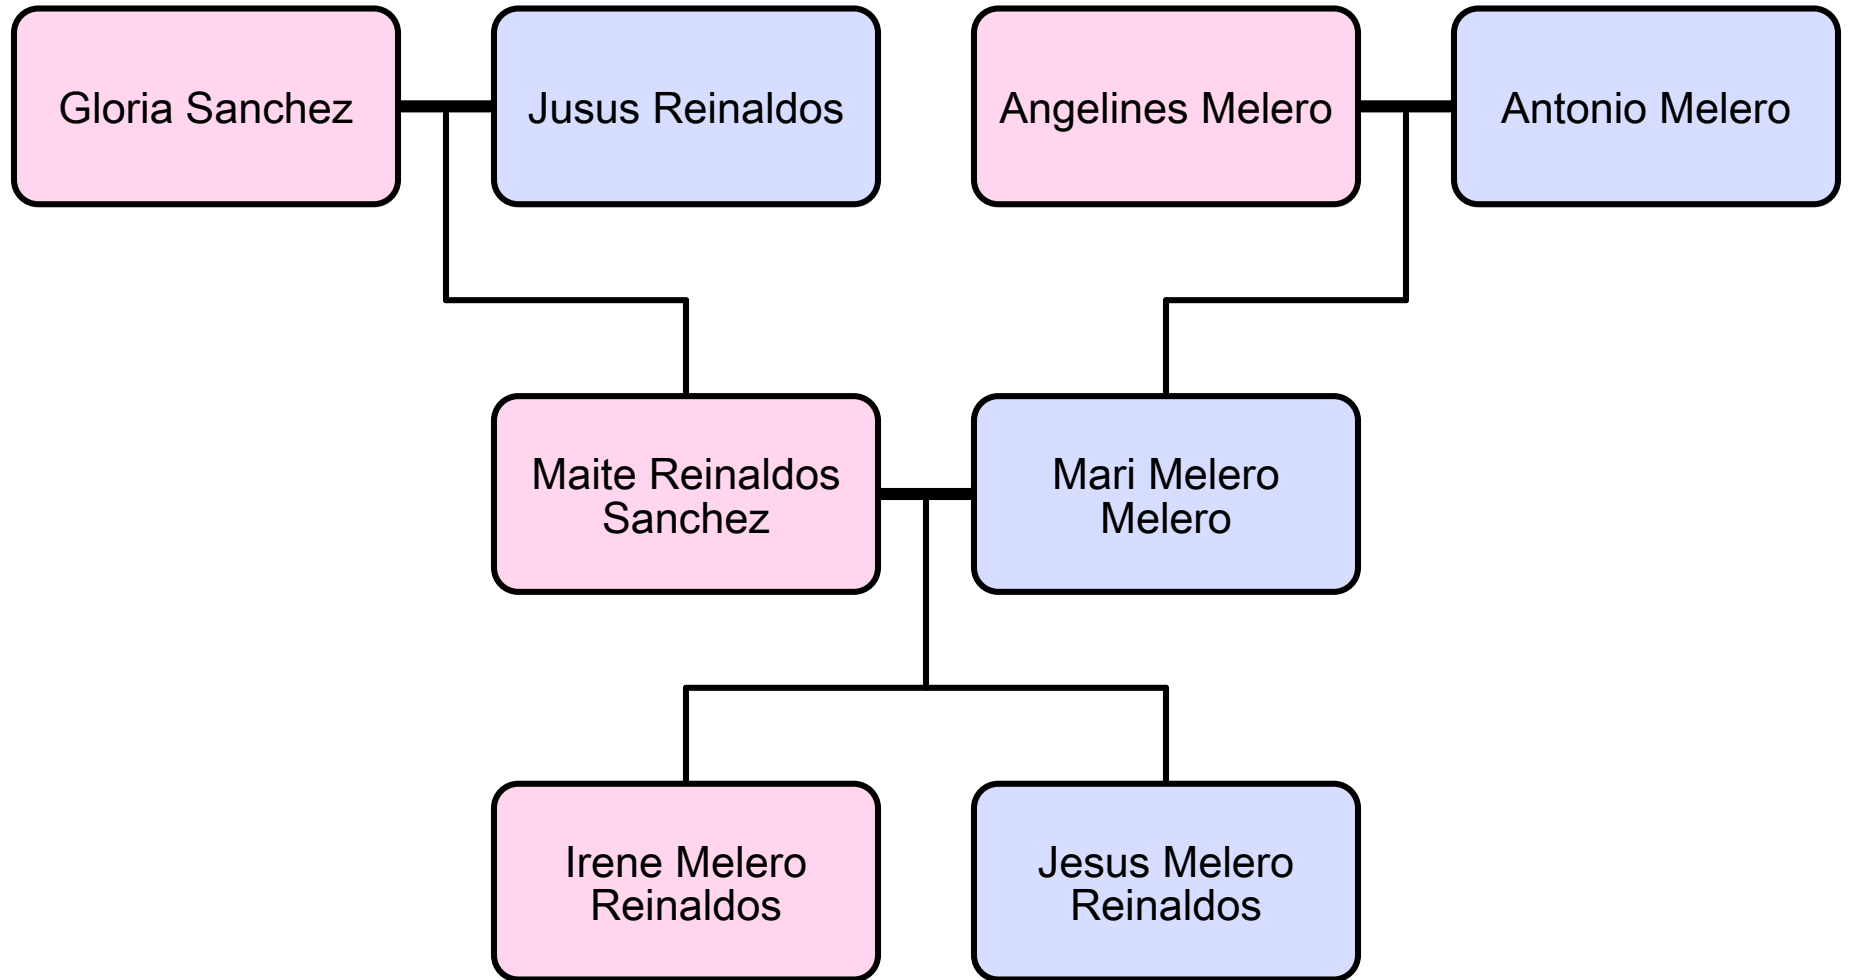 Gloria Sanchez
Jusus Reinaldos
Angelines Melero
Antonio Melero
Maite Reinaldos
Sanchez
Mari Melero
Melero
Irene Melero
Reinaldos
Jesus Melero
Reinaldos